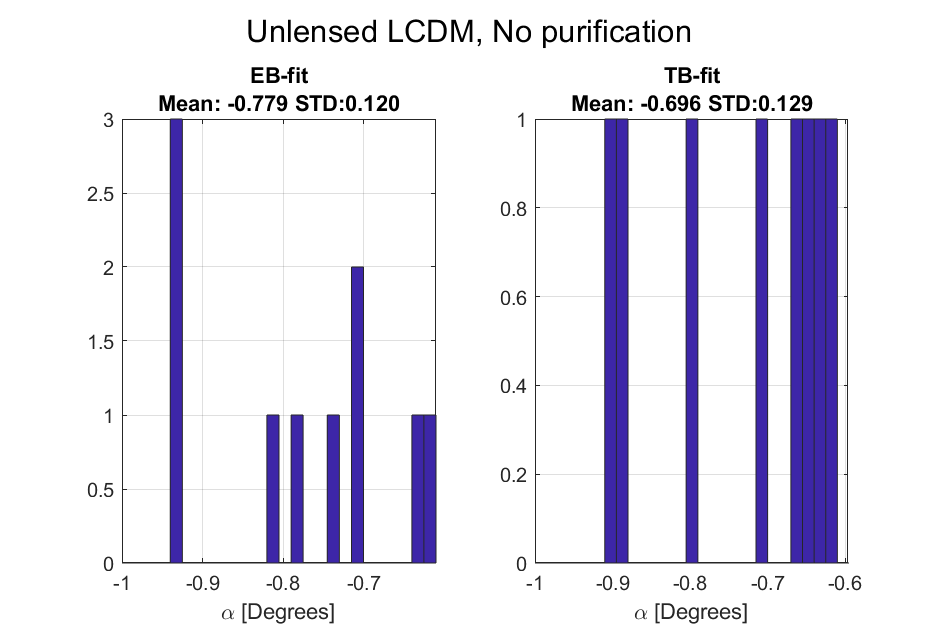 Unlensed LCDM, No purification
EB-fit
Mean: -0.779 STD:0.120
3
2.5
2
1.5
1
0.5
0
-1 -0.9 -0.8 -0.7
α [Degrees]
TB-fit
Mean: -0.696 STD:0.129
1
0.8
0.6
0.4
0.2
0
-1 -0.9 -0.8 -0.7 -0.6
α [Degrees]